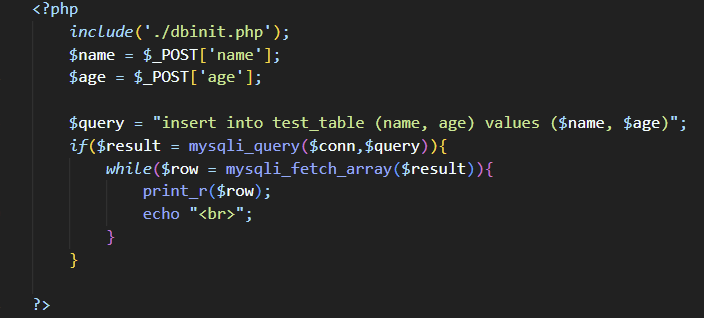 <?php
include('./dbinit.php');
$name = $_POST['name'];
$age = $_POST['age'];
$query = "insert into test_table (name, age) values ($name, $age)";
if($result = mysqli_query($conn,$query)){
while($row = mysqli_fetch_array($result)){
print_r($row);
echo "<br>";
}
}
?>